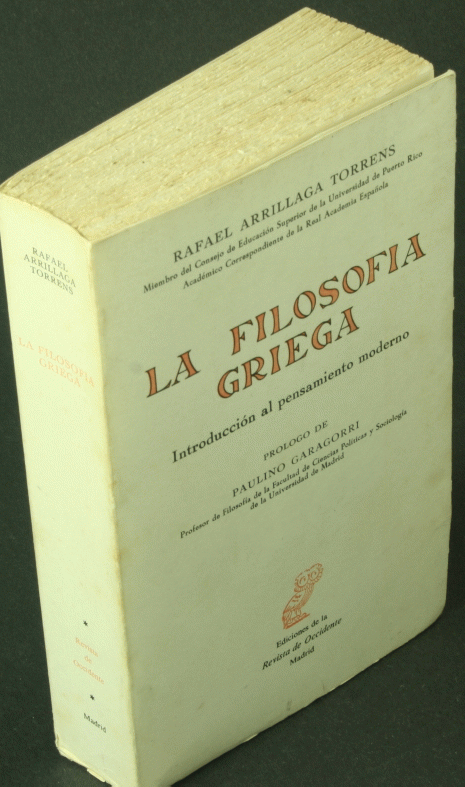 RAFAEL ARRILLAGA TORRENS
Miembro del Consejo de Educación Superior de la Universidad de Puerto Rico
Académico Correspondiente de la Real Academia Española
LA FILOSOFIA
GRIEGA
Introducción al pensamiento moderno
PROLOGO DE
PAULINO GARAGORRI
Profesor de Filosofía de la Facultad de Ciencias Políticas y Sociología
de la Universidad de Madrid
Ediciones de la
Revista de Occidente
Madrid
RAFAEL
ARRILLAGA
TORRENS
LA FILOSOFIA
GRIEGA
Revista
de
Occidente
Madrid